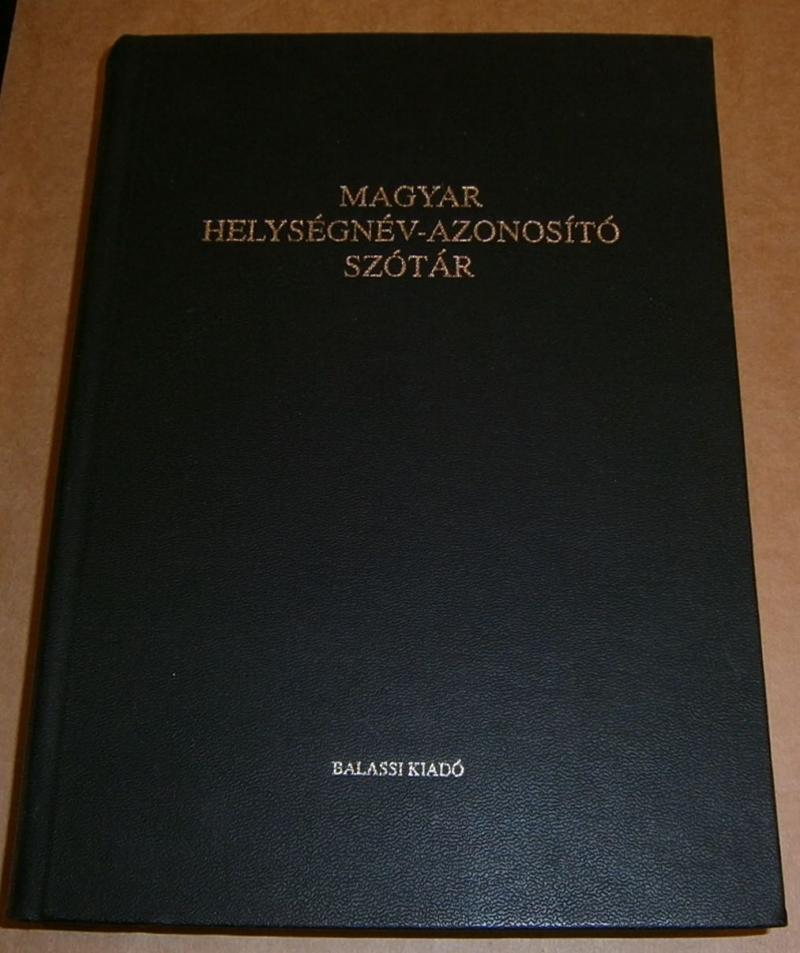 MAGYAR
HELYSÉGNÉV-AZONOSÍTÓ
SZÓTÁR
BALASSI KIADÓ